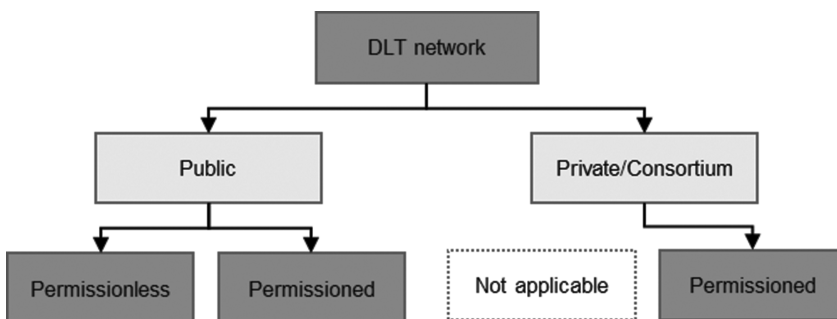 DLT network
Public
Private/Consortium
Permissionless
Permissioned
Not applicable
Permissioned